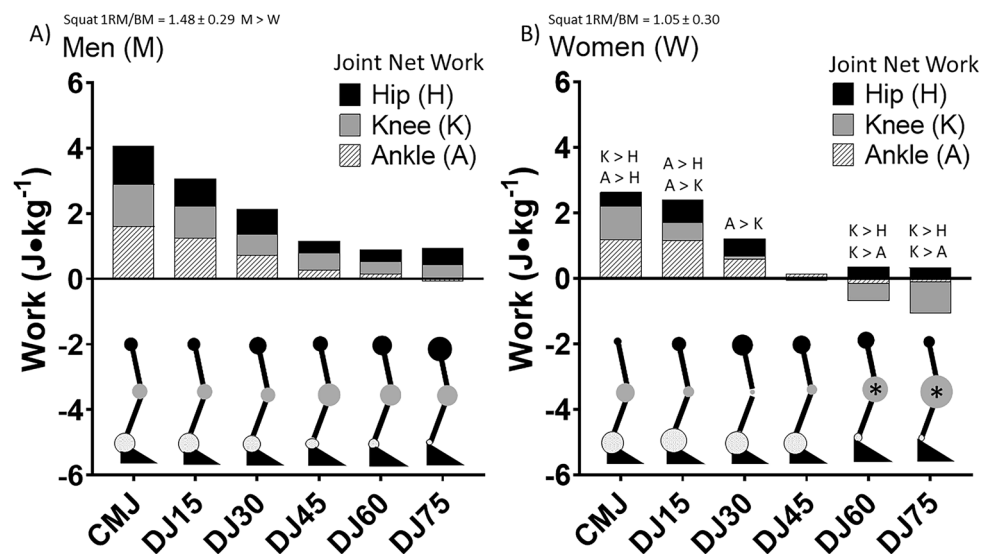 Squat 1RM/BM = 1.48 ± 0.29 M > W
A) Men (M)
Joint Net Work
Hip (H)
Knee (K)
Ankle (A)
Work (J•kg-1)
6
4
2
0
-2
-4
-6
CMJ
DJ15
DJ30
DJ45
DJ60
DJ75
Squat 1RM/BM = 1.05 ± 0.30
B) Women (W)
Joint Net Work
Hip (H)
Knee (K)
Ankle (A)
Work (J•kg-1)
6
4
2
0
-2
-4
-6
K > H
A > H
A > H
A > K
A > K
K > H
K > A
K > H
K > A
*
*
CMJ
DJ15
DJ30
DJ45
DJ60
DJ75